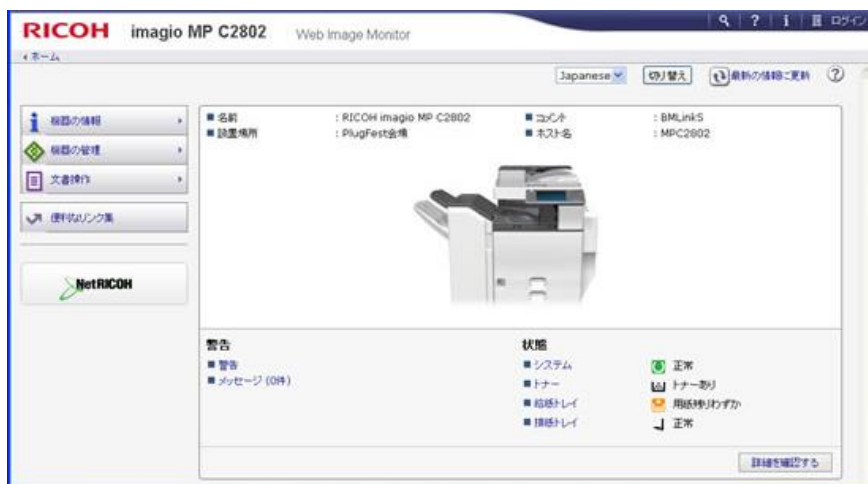 RICOH imagio MP C2802 Web Image Monitor
? i ログイン
ホーム
Japanese 切り替え 最新の情報に更新 ?
機器の情報
機器の管理
文書操作
便利なリンク集
NetRICOH
名前 : RICOH imagio MP C2802 コメント : BMLinkS
設置場所 : PlugFest会場 ホスト名 : MPC2802
警告 状態
警告 システム 正常
メッセージ (0件) トナー トナーあり
給紙トレイ 用紙残りわずか
排紙トレイ 正常
詳細を確認する